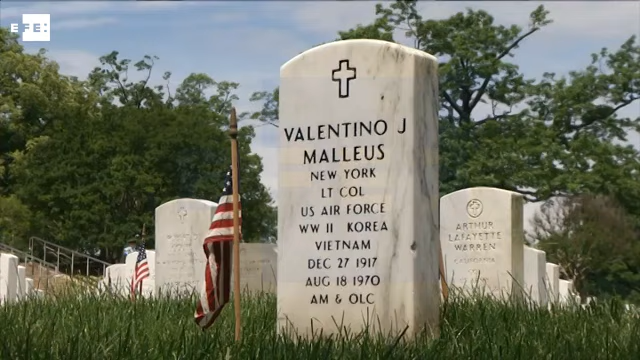 EFE:
VALENTINO J
MALLEUS
NEW YORK
LT COL
US AIR FORCE
WW II KOREA
VIETNAM
DEC 27 1917
AUG 18 1970
AM & OLC
ARTHUR
LAFAYETTE
WARREN
CALIFORNIA